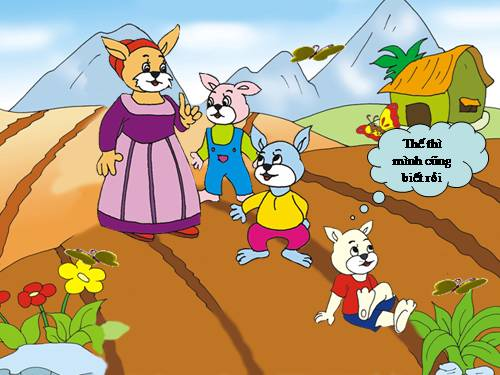 Thế thì
mình cũng
biết rồi